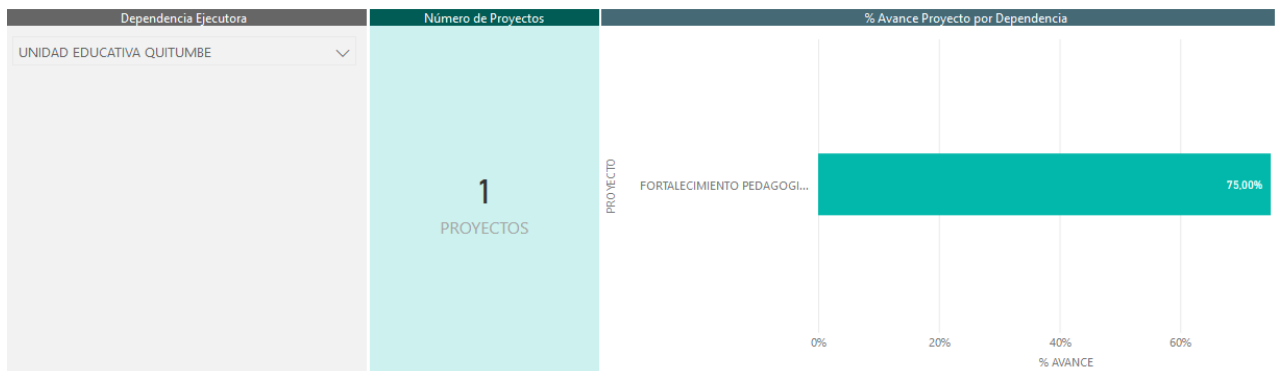 Dependencia Ejecutora
UNIDAD EDUCATIVA QUITUMBE
Número de Proyectos
1
PROYECTOS
% Avance Proyecto por Dependencia
PROYECTO
FORTALECIMIENTO PEDAGOGI...
75,00%
0% 20% 40% 60%
% AVANCE